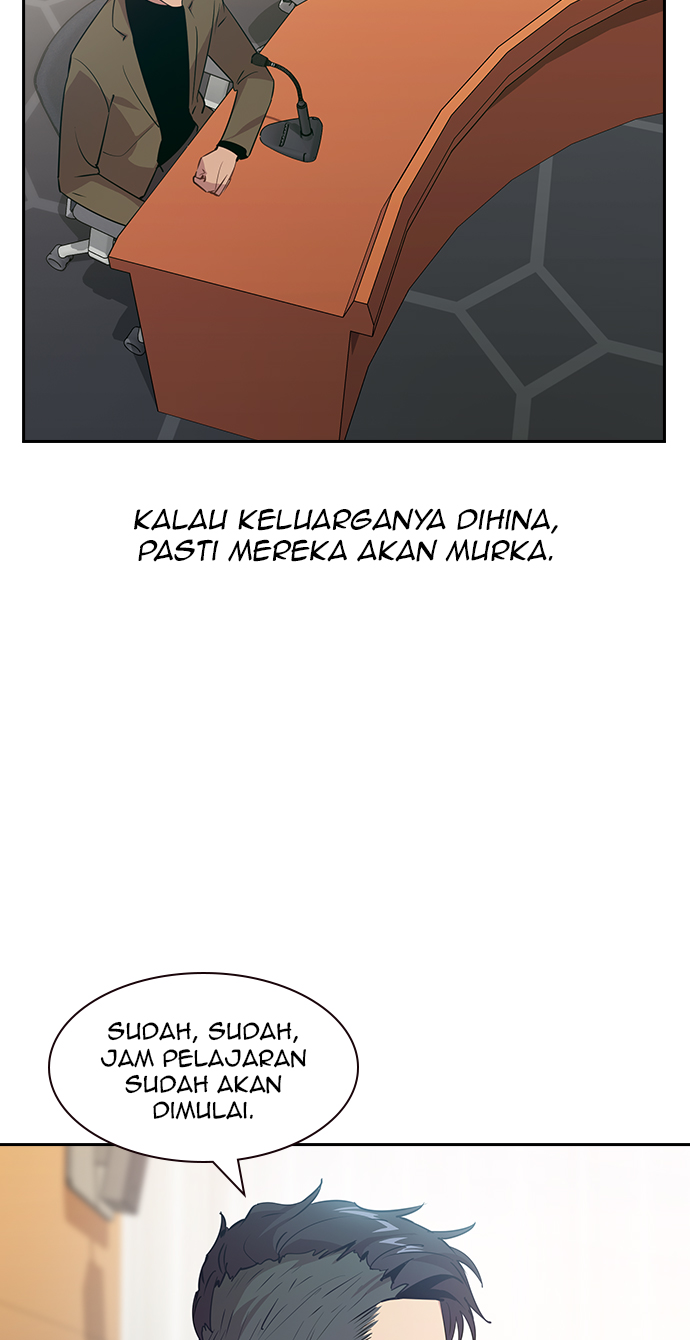 KALAU KELUARGANYA DIHINA,
PASTI MEREKA AKAN MURKA.
SUDAH, SUDAH,
JAM PELAJARAN
SUDAH AKAN
DIMULAI.